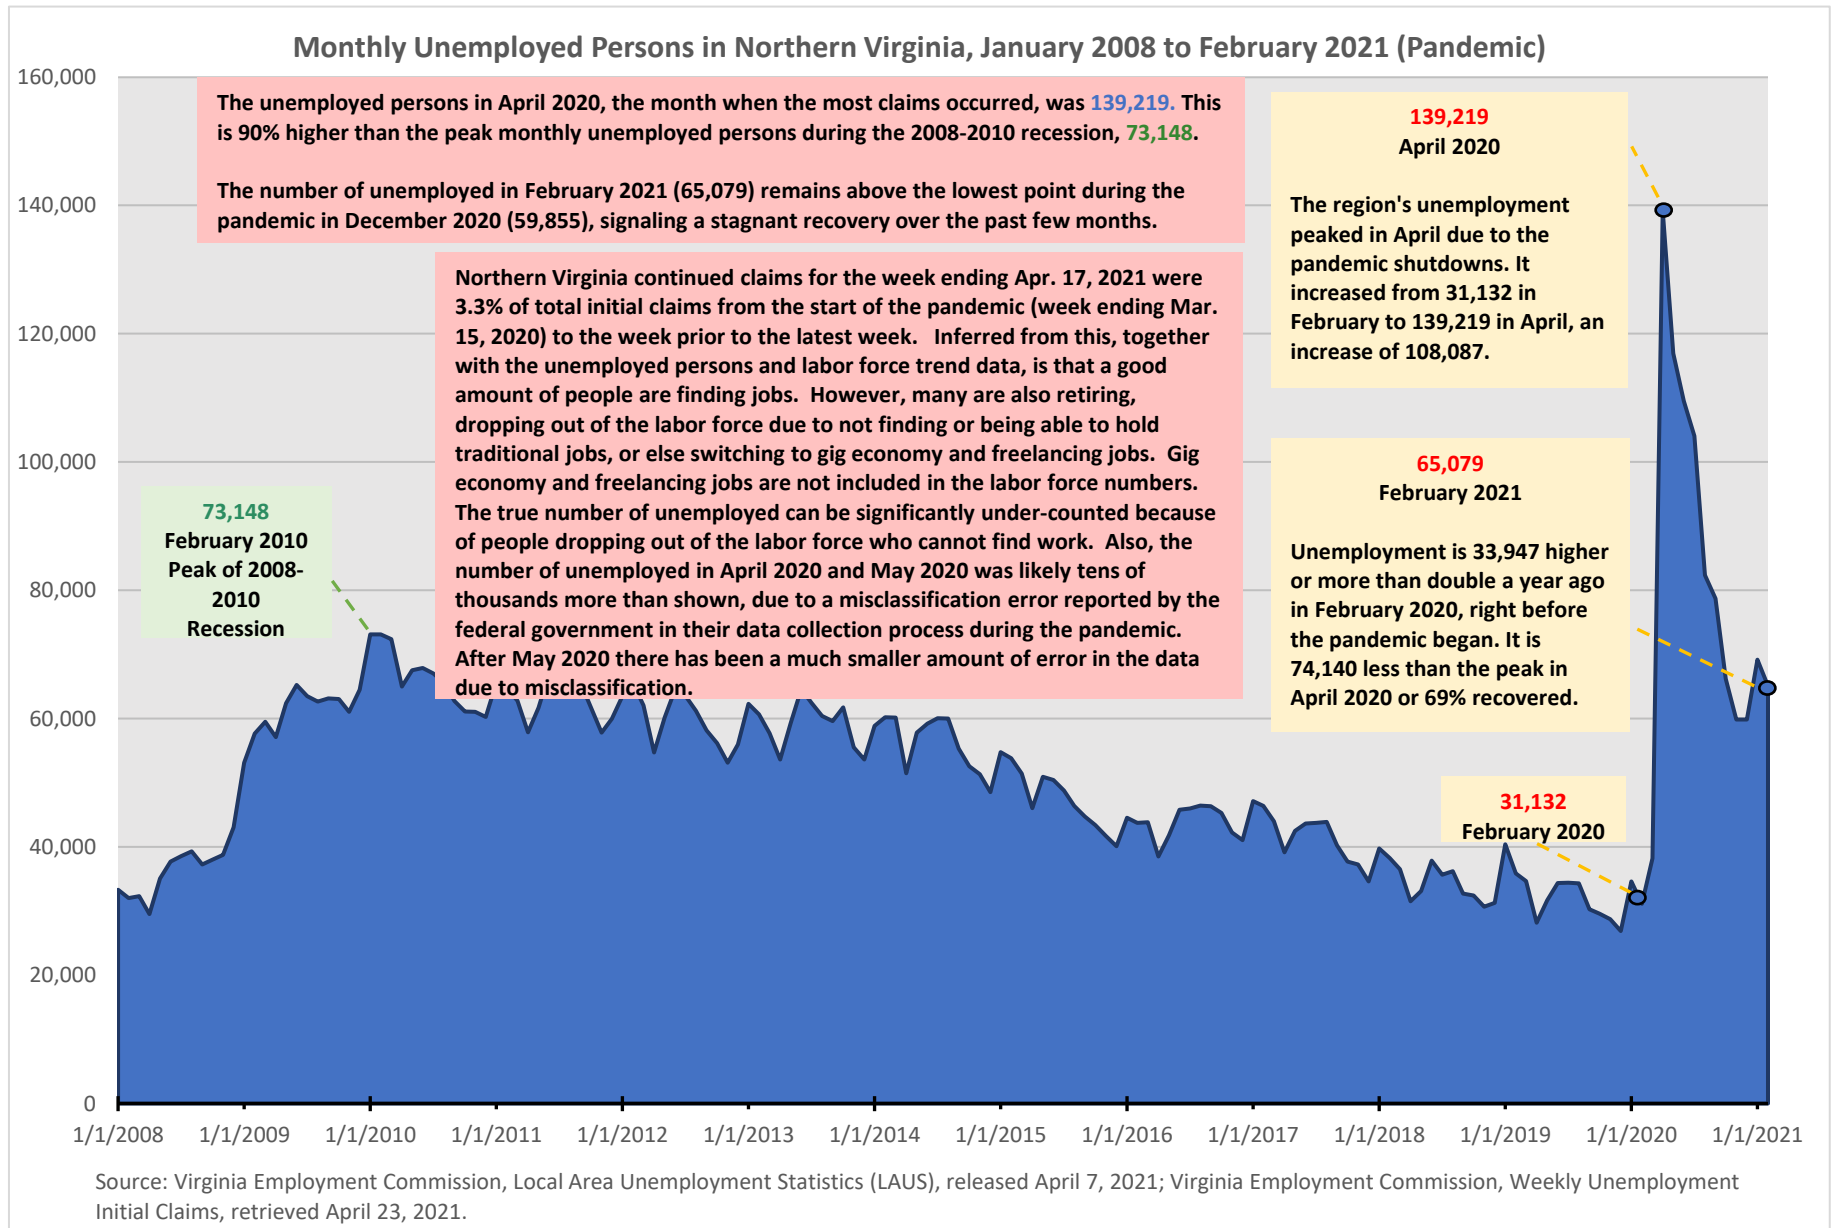 Monthly Unemployed Persons in Northern Virginia, January 2008 to February 2021 (Pandemic)
160,000
140,000
120,000
100,000
80,000
60,000
40,000
20,000
0
The unemployed persons in April 2020, the month when the most claims occurred, was 139,219. This
is 90% higher than the peak monthly unemployed persons during the 2008-2010 recession, 73,148.
The number of unemployed in February 2021 (65,079) remains above the lowest point during the
pandemic in December 2020 (59,855), signaling a stagnant recovery over the past few months.
Northern Virginia continued claims for the week ending Apr. 17, 2021 were
3.3% of total initial claims from the start of the pandemic (week ending Mar.
15, 2020) to the week prior to the latest week. Inferred from this, together
with the unemployed persons and labor force trend data, is that a good
amount of people are finding jobs. However, many are also retiring,
dropping out of the labor force due to not finding or being able to hold
traditional jobs, or else switching to gig economy and freelancing jobs. Gig
economy and freelancing jobs are not included in the labor force numbers.
The true number of unemployed can be significantly under-counted because
of people dropping out of the labor force who cannot find work. Also, the
number of unemployed in April 2020 and May 2020 was likely tens of
thousands more than shown, due to a misclassification error reported by the
federal government in their data collection process during the pandemic.
After May 2020 there has been a much smaller amount of error in the data
due to misclassification.
73,148
February 2010
Peak of 2008-
2010
Recession
139,219
April 2020
The region's unemployment
peaked in April due to the
pandemic shutdowns. It
increased from 31,132 in
February to 139,219 in April, an
increase of 108,087.
65,079
February 2021
Unemployment is 33,947 higher
or more than double a year ago
in February 2020, right before
the pandemic began. It is
74,140 less than the peak in
April 2020 or 69% recovered.
31,132
February 2020
1/1/2008 1/1/2009 1/1/2010 1/1/2011 1/1/2012 1/1/2013 1/1/2014 1/1/2015 1/1/2016 1/1/2017 1/1/2018 1/1/2019 1/1/2020 1/1/2021
Source: Virginia Employment Commission, Local Area Unemployment Statistics (LAUS), released April 7, 2021; Virginia Employment Commission, Weekly Unemployment
Initial Claims, retrieved April 23, 2021.